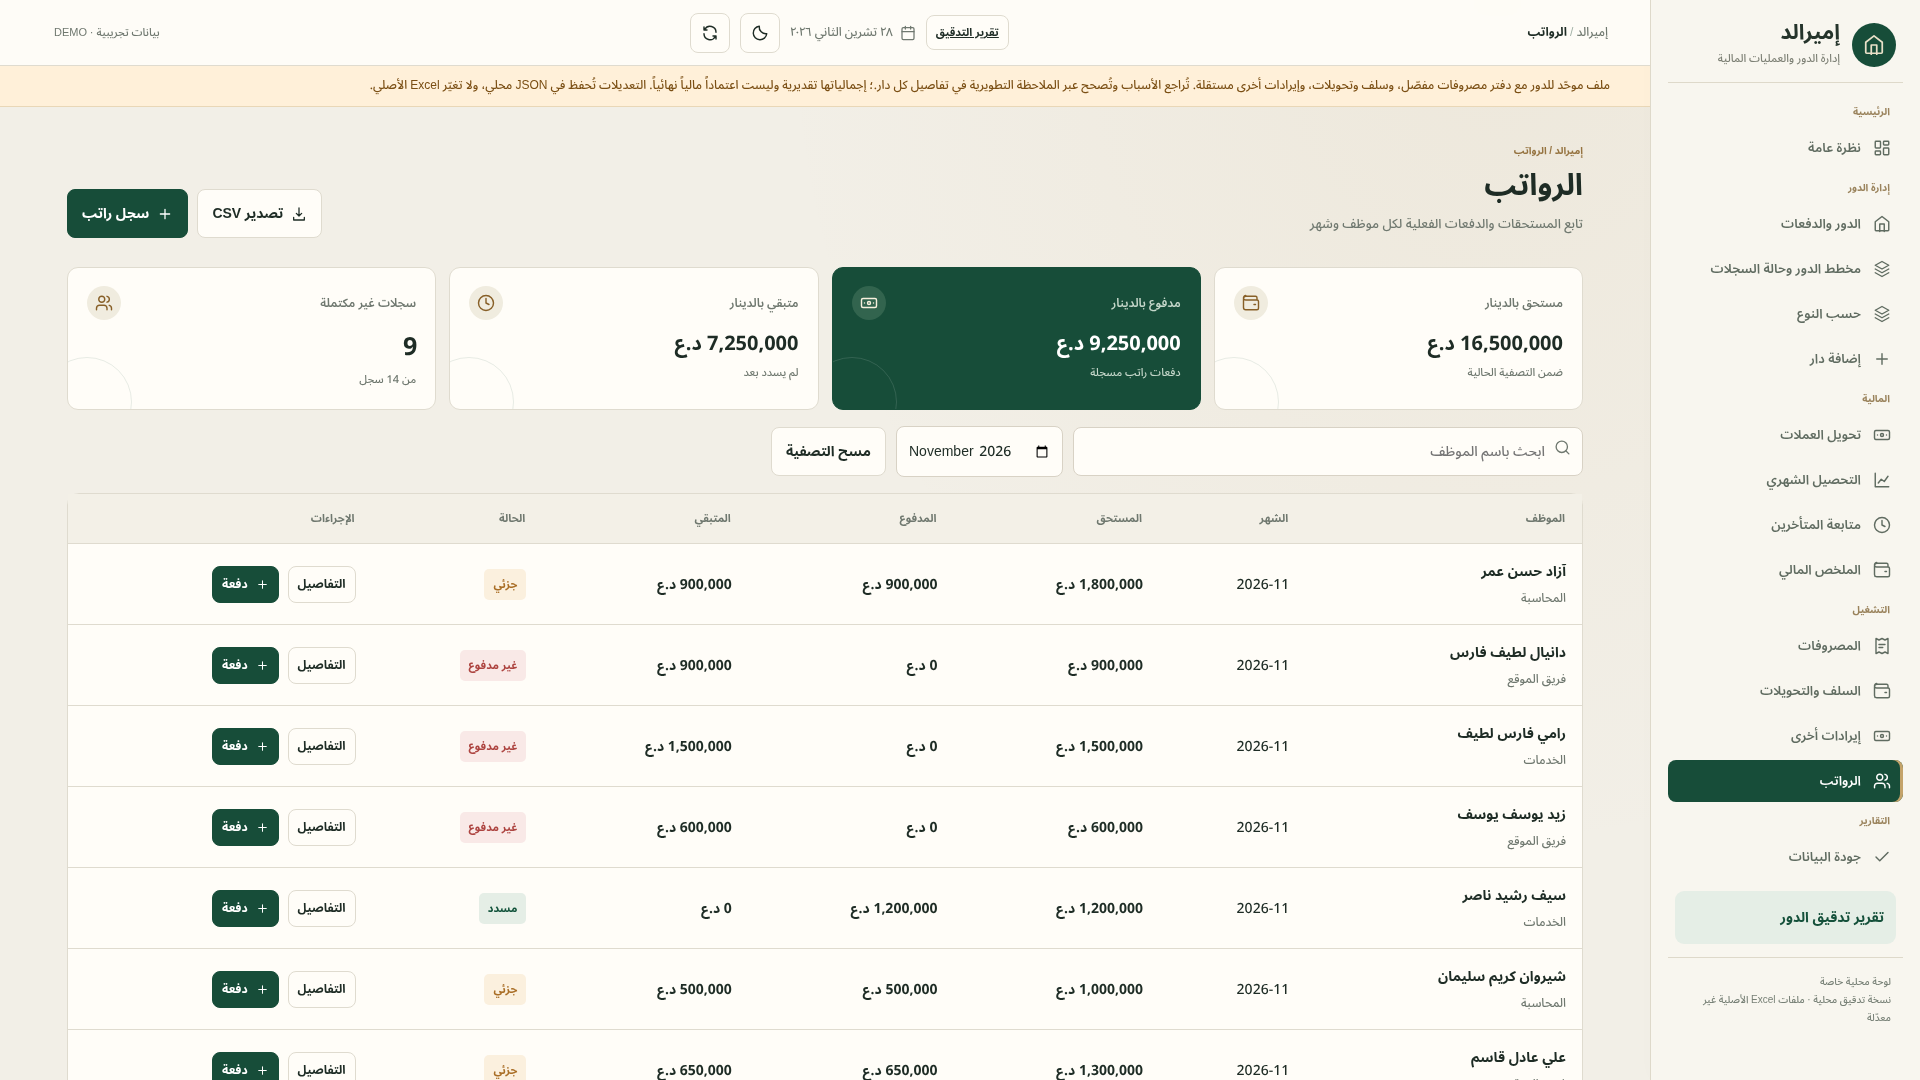 إميرالد
إدارة الدور والعمليات المالية
الرئيسية
نظرة عامة
إدارة الدور
الدور والدفعات
مخطط الدور وحالة السجلات
حسب النوع
إضافة دار
المالية
تحويل العملات
التحصيل الشهري
متابعة المتأخرين
الملخص المالي
التشغيل
المصروفات
السلف والتحويلات
إيرادات أخرى
الرواتب
التقارير
جودة البيانات
تقرير تدقيق الدور
لوحة محلية خاصة
نسخة تدقيق محلية · ملفات Excel الأصلية غير
معدّلة
إميرالد / الرواتب
تقرير التدقيق
٢٨ تشرين الثاني ٢٠٢٦
بيانات تجريبية · DEMO
ملف موحّد للدور مع دفتر مصروفات مفصّل، وسلف وتحويلات، وإيرادات أخرى مستقلة. تُراجع الأسباب وتُصحح عبر الملاحظة التطويرية في تفاصيل كل دار.؛ إجمالياتها تقديرية وليست اعتماداً مالياً نهائياً. التعديلات تُحفظ في JSON محلي، ولا تغيّر Excel الأصلي.
إميرالد / الرواتب
الرواتب
تابع المستحقات والدفعات الفعلية لكل موظف وشهر
تصدير CSV
سجل راتب
مستحق بالدينار
16,500,000 د.ع
ضمن التصفية الحالية
مدفوع بالدينار
9,250,000 د.ع
دفعات راتب مسجلة
متبقي بالدينار
7,250,000 د.ع
لم يسدد بعد
سجلات غير مكتملة
9
من 14 سجل
ابحث باسم الموظف
November 2026
مسح التصفية
الموظف الشهر المستحق المدفوع المتبقي الحالة الإجراءات
آزاد حسن عمر 2026-11 1,800,000 د.ع 900,000 د.ع 900,000 د.ع جزئي التفاصيل دفعة
المحاسبة
دانيال لطيف فارس 2026-11 900,000 د.ع 0 د.ع 900,000 د.ع غير مدفوع التفاصيل دفعة
فريق الموقع
رامي فارس لطيف 2026-11 1,500,000 د.ع 0 د.ع 1,500,000 د.ع غير مدفوع التفاصيل دفعة
الخدمات
زيد يوسف يوسف 2026-11 600,000 د.ع 0 د.ع 600,000 د.ع غير مدفوع التفاصيل دفعة
فريق الموقع
سيف رشيد ناصر 2026-11 1,200,000 د.ع 1,200,000 د.ع 0 د.ع مسدد التفاصيل دفعة
الخدمات
شيروان كريم سليمان 2026-11 1,000,000 د.ع 500,000 د.ع 500,000 د.ع جزئي التفاصيل دفعة
المحاسبة
علي عادل قاسم 2026-11 1,300,000 د.ع 650,000 د.ع 650,000 د.ع جزئي التفاصيل دفعة